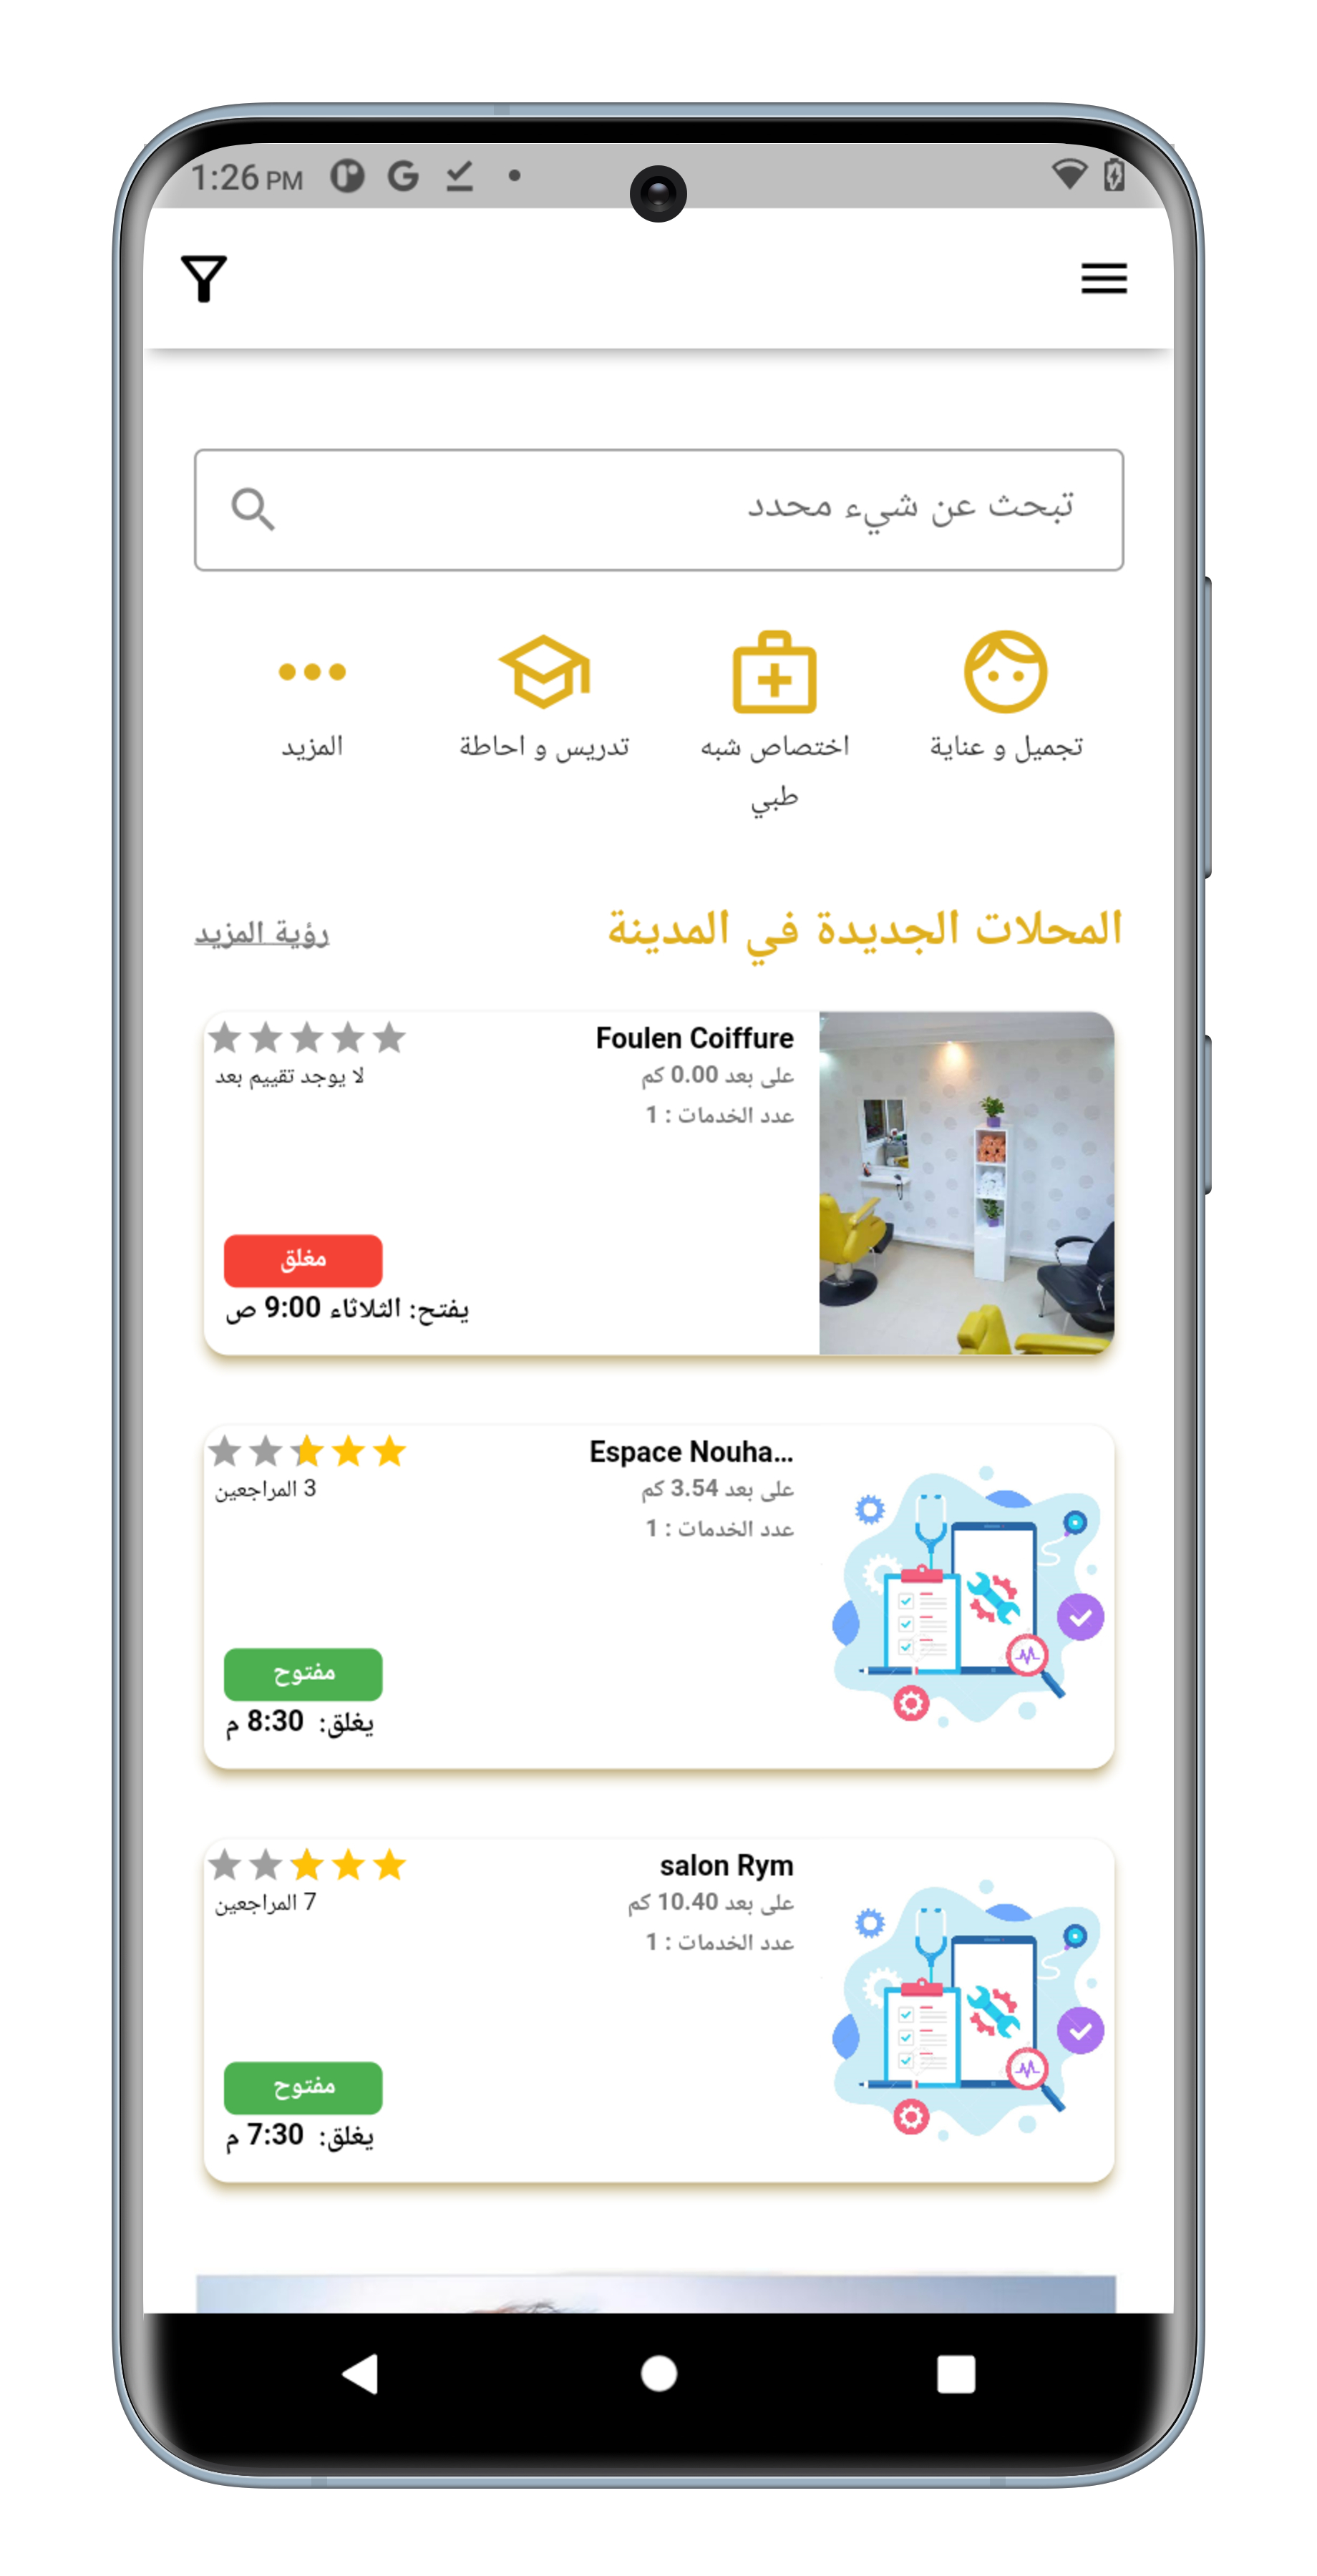 1:26 PM
تبحث عن شيء محدد
تجميل و عناية
اختصاص شبه
طبي
تدريس و احاطة
المزيد
المحلات الجديدة في المدينة
رؤية المزيد
Foulen Coiffure
على بعد 0.00 كم
عدد الخدمات : 1
لا يوجد تقييم بعد
مغلق
يفتح: الثلاثاء 9:00 ص
Espace Nouha...
على بعد 3.54 كم
عدد الخدمات : 1
3 المراجعين
مفتوح
يغلق: 8:30 م
salon Rym
على بعد 10.40 كم
عدد الخدمات : 1
7 المراجعين
مفتوح
يغلق: 7:30 م